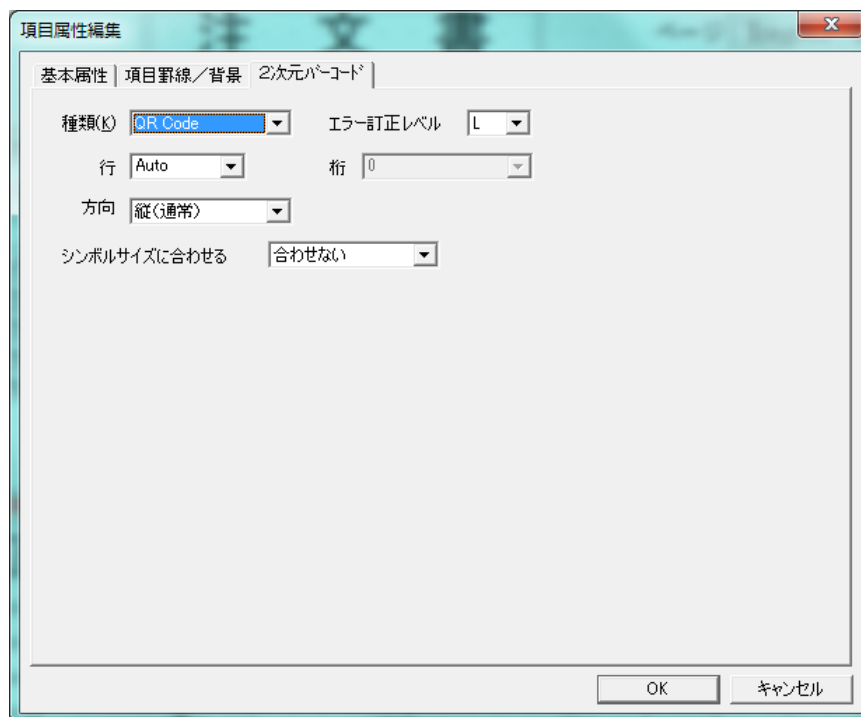 項目属性編集
注 文 書
基本属性 項目罫線／背景 2次元ﾊﾞｰｺｰﾄﾞ
種類(K) QR Code エラー訂正レベル L
行 Auto 桁 0
方向 縦(通常)
シンボルサイズに合わせる 合わせない
OK キャンセル